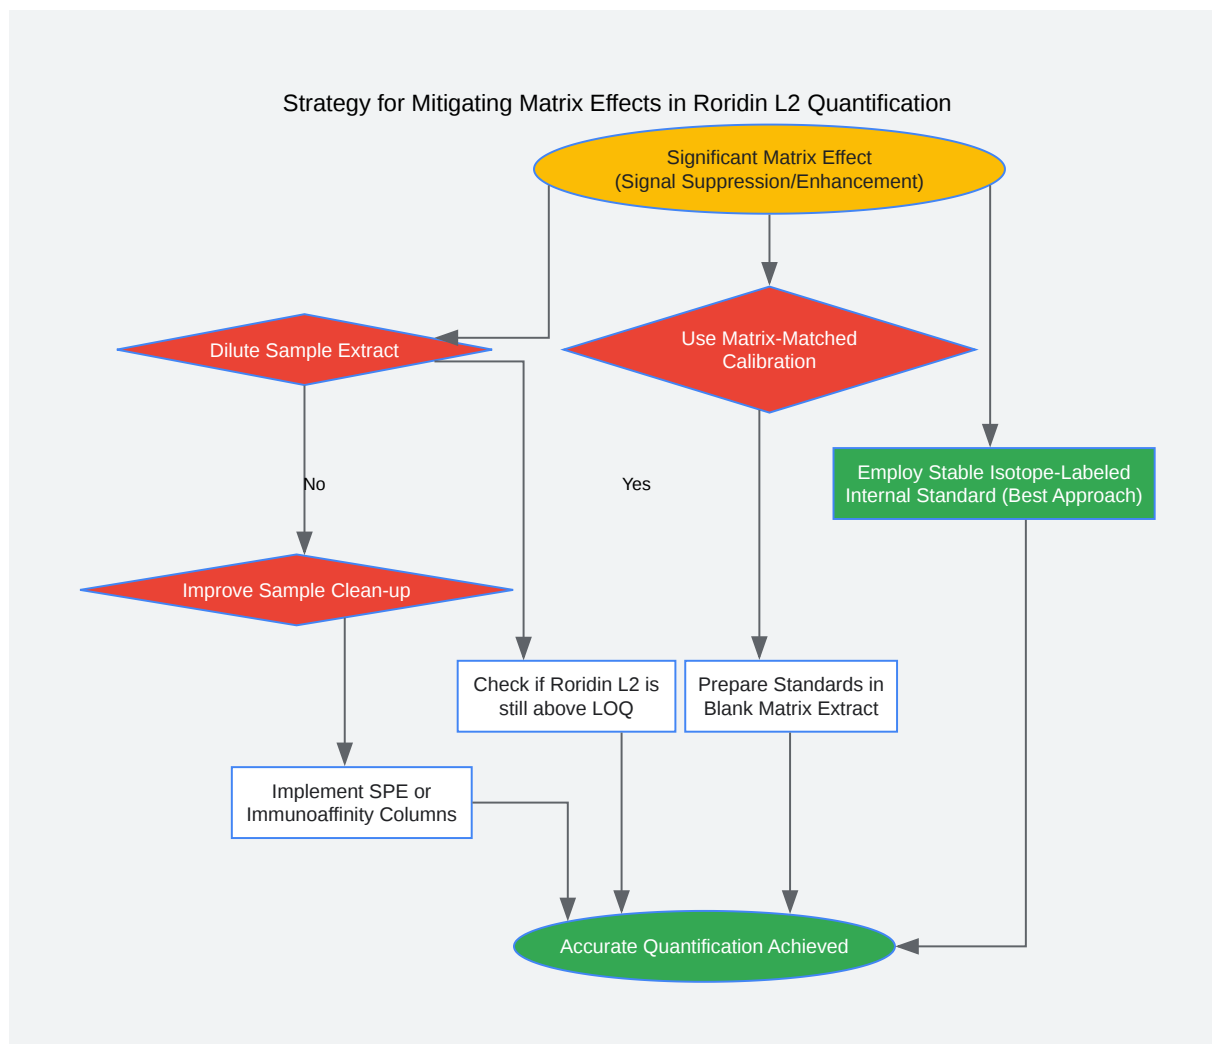 Strategy for Mitigating Matrix Effects in Roridin L2 Quantification
Significant Matrix Effect
(Signal Suppression/Enhancement)
Dilute Sample Extract
Use Matrix-Matched
Calibration
Employ Stable Isotope-Labeled
Internal Standard (Best Approach)
No
Yes
Improve Sample Clean-up
Check if Roridin L2 is
still above LOQ
Prepare Standards in
Blank Matrix Extract
Implement SPE or
Immunoaffinity Columns
Accurate Quantification Achieved